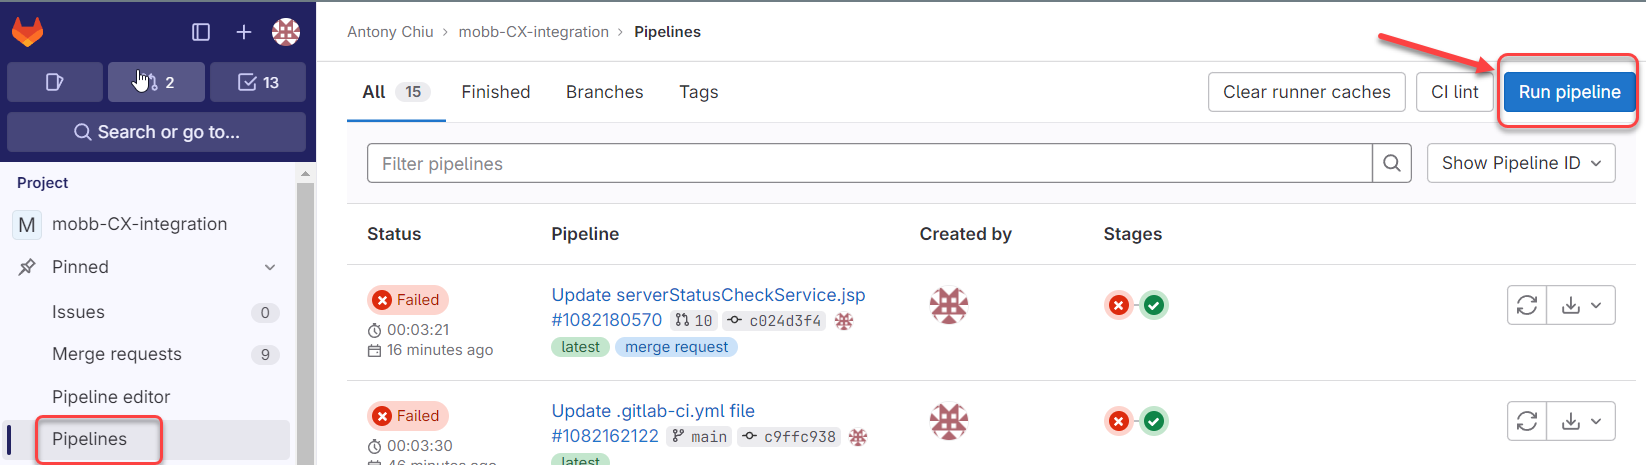 2
13
Search or go to...
Project
M mobb-CX-integration
Pinned
Issues 0
Merge requests 9
Pipeline editor
Pipelines
Antony Chiu > mobb-CX-integration > Pipelines
All 15 Finished Branches Tags Clear runner caches CI lint Run pipeline
Filter pipelines Show Pipeline ID
Status Pipeline Created by Stages
Failed Update serverStatusCheckService.jsp
00:03:21 #1082180570 10 c024d3f4
16 minutes ago latest merge request
Failed Update .gitlab-ci.yml file
00:03:30 #1082162122 main c9ffc938
46 minutes ago latest